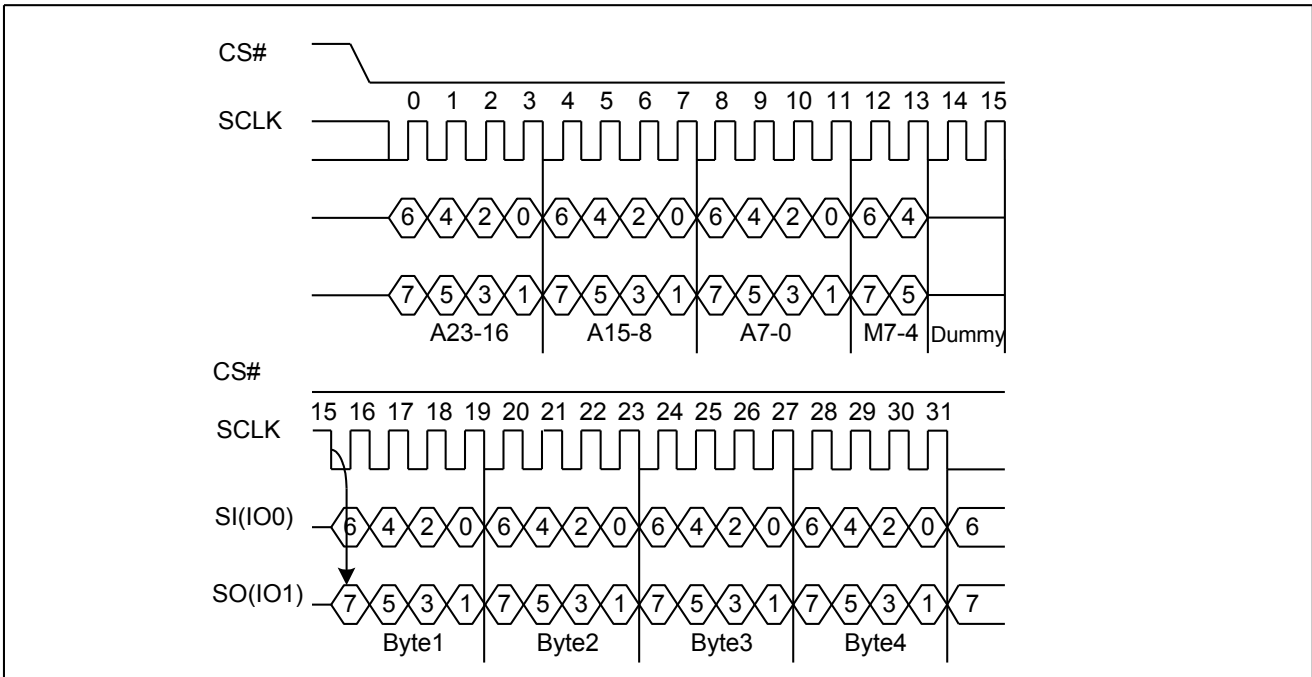 CS#
0 1 2 3 4 5 6 7 8 9 10 11 12 13 14 15
SCLK
6 4 2 0 6 4 2 0 6 4 2 0 6 4
7 5 3 1 7 5 3 1 7 5 3 1 7 5
A23-16 A15-8 A7-0 M7-4 Dummy
CS#
15 16 17 18 19 20 21 22 23 24 25 26 27 28 29 30 31
SCLK
SI(IO0) 6 4 2 0 6 4 2 0 6 4 2 0 6 4 2 0 6
SO(IO1) 7 5 3 1 7 5 3 1 7 5 3 1 7 5 3 1 7
Byte1 Byte2 Byte3 Byte4